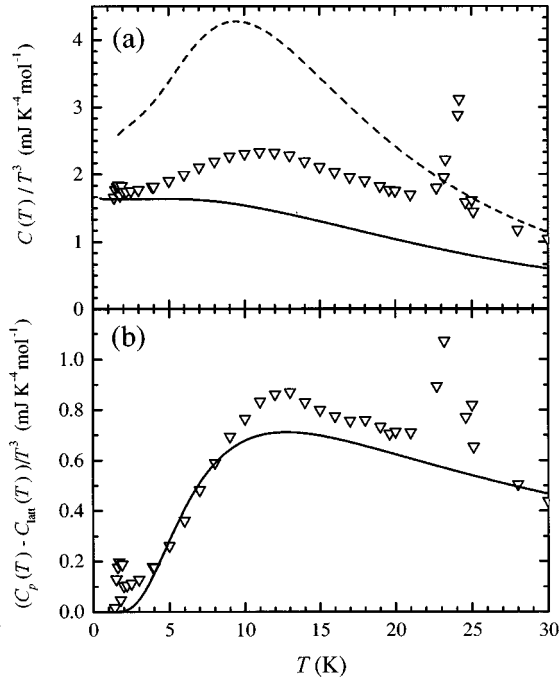 (a)
4
3
2
1
0
C(T) / T³ (mJ K⁻⁴ mol⁻¹)
(b)
1.0
0.8
0.6
0.4
0.2
0.0
(Cₚ(T) - C_latt(T))/T³ (mJ K⁻⁴ mol⁻¹)
0 5 10 15 20 25 30
T (K)